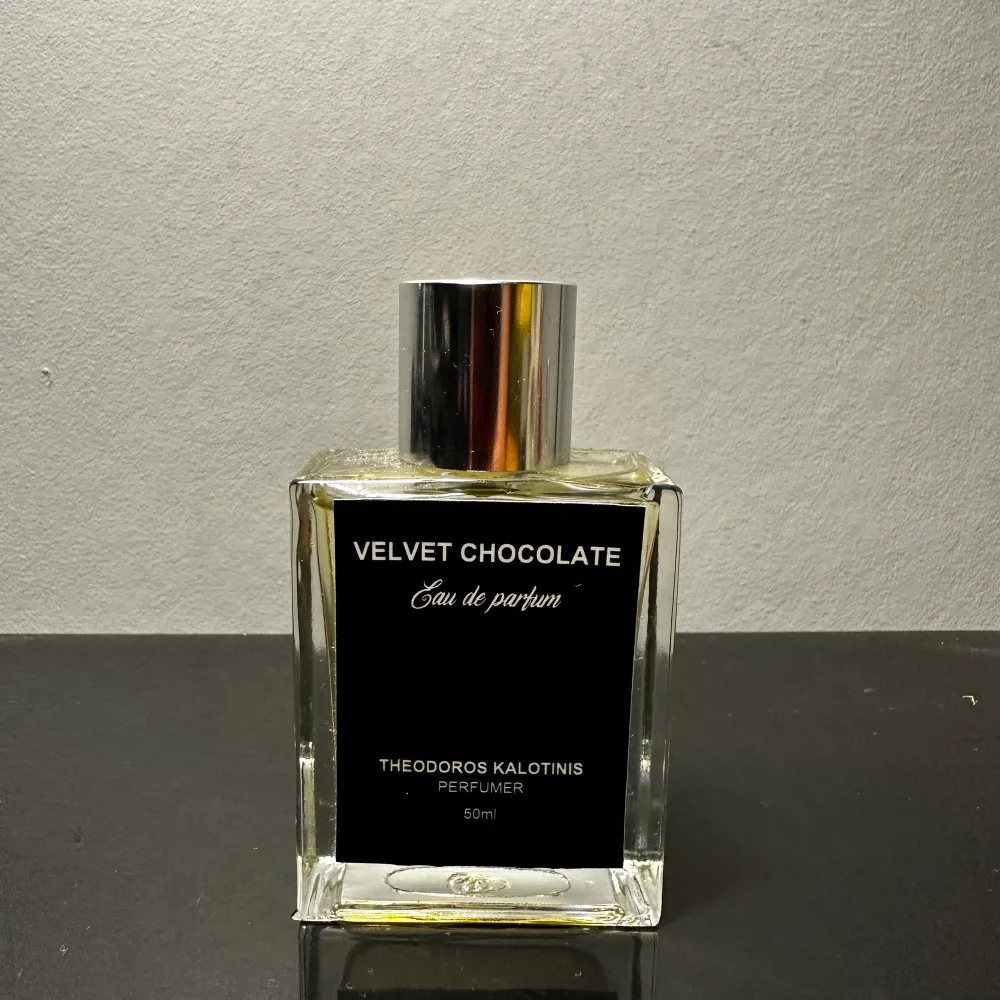 VELVET CHOCOLATE
Eau de parfum
THEODOROS KALOTINIS
PERFUMER
50ml